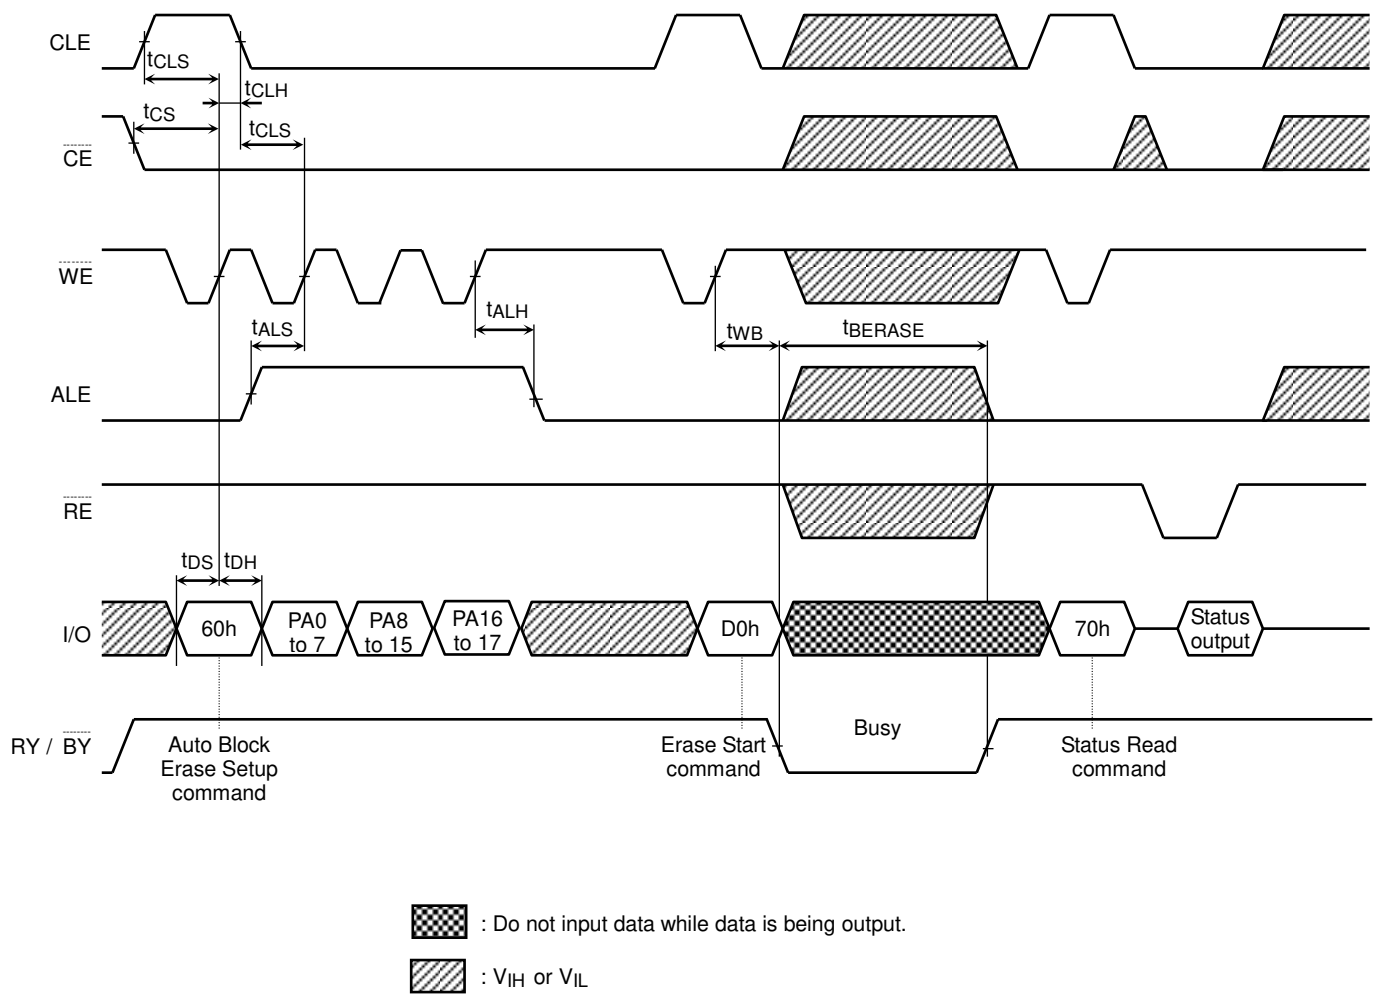 CLE
tCLS
tCLH
tCS
tCLS
CE
WE
tALH
tALS
tWB
tBERASE
ALE
RE
tDS
tDH
I/O
60h
PA0
to 7
PA8
to 15
PA16
to 17
D0h
70h
Status
output
RY / BY
Busy
Auto Block
Erase Setup
command
Erase Start
command
Status Read
command
: Do not input data while data is being output.
: VIH or VIL